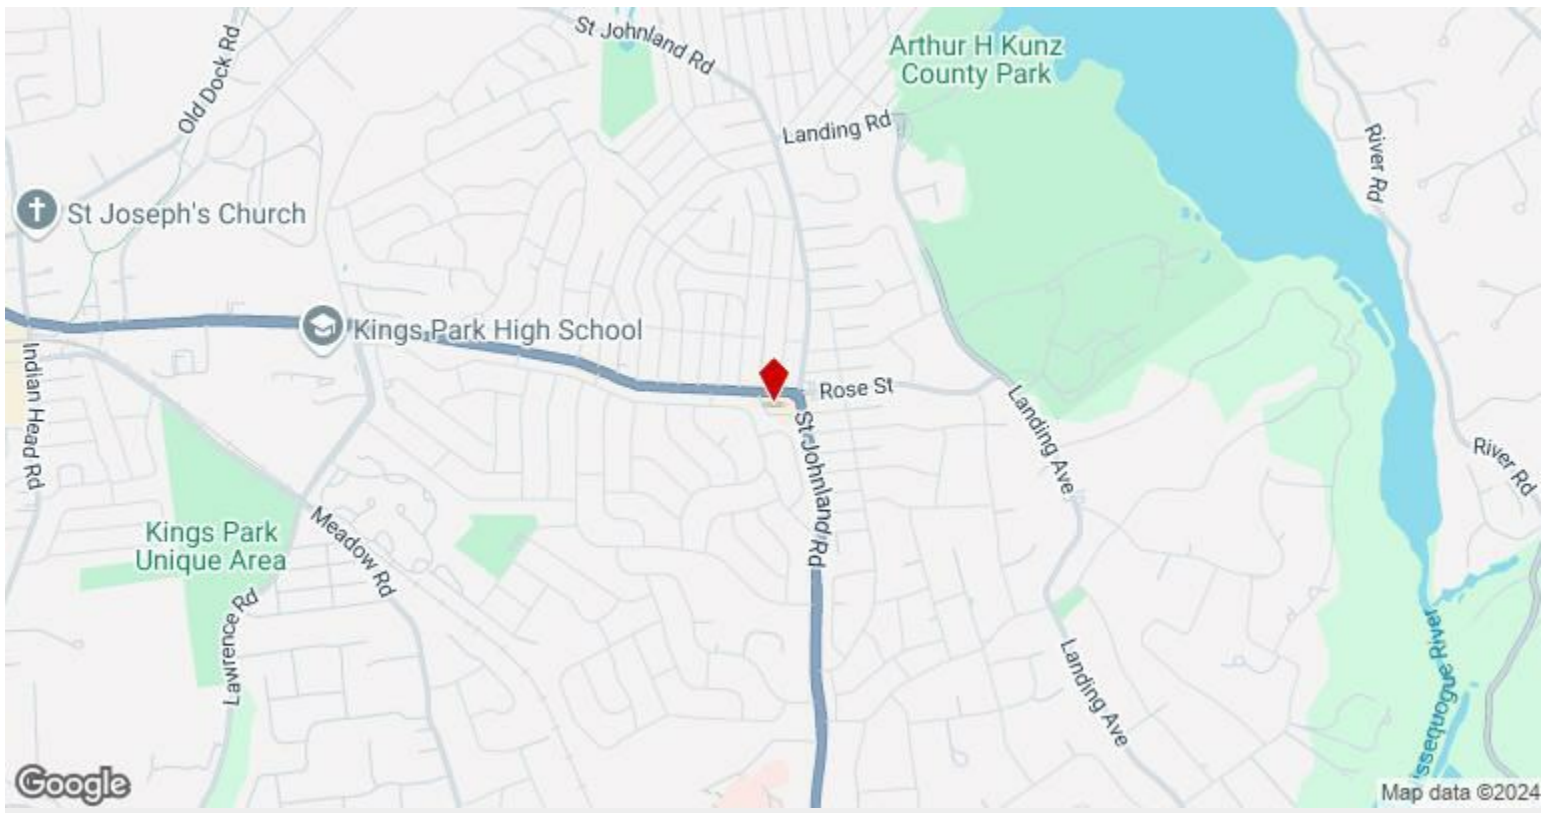 St Johnland Rd
Old Dock Rd
Arthur H Kunz
County Park
Landing Rd
River Rd
St Joseph's Church
Kings Park High School
Indian Head Rd
Rose St
St Johnland Rd
Landing Ave
River Rd
Kings Park
Unique Area
Meadow Rd
Lawrence Rd
Landing Ave
issequogue River
Google
Map data ©2024